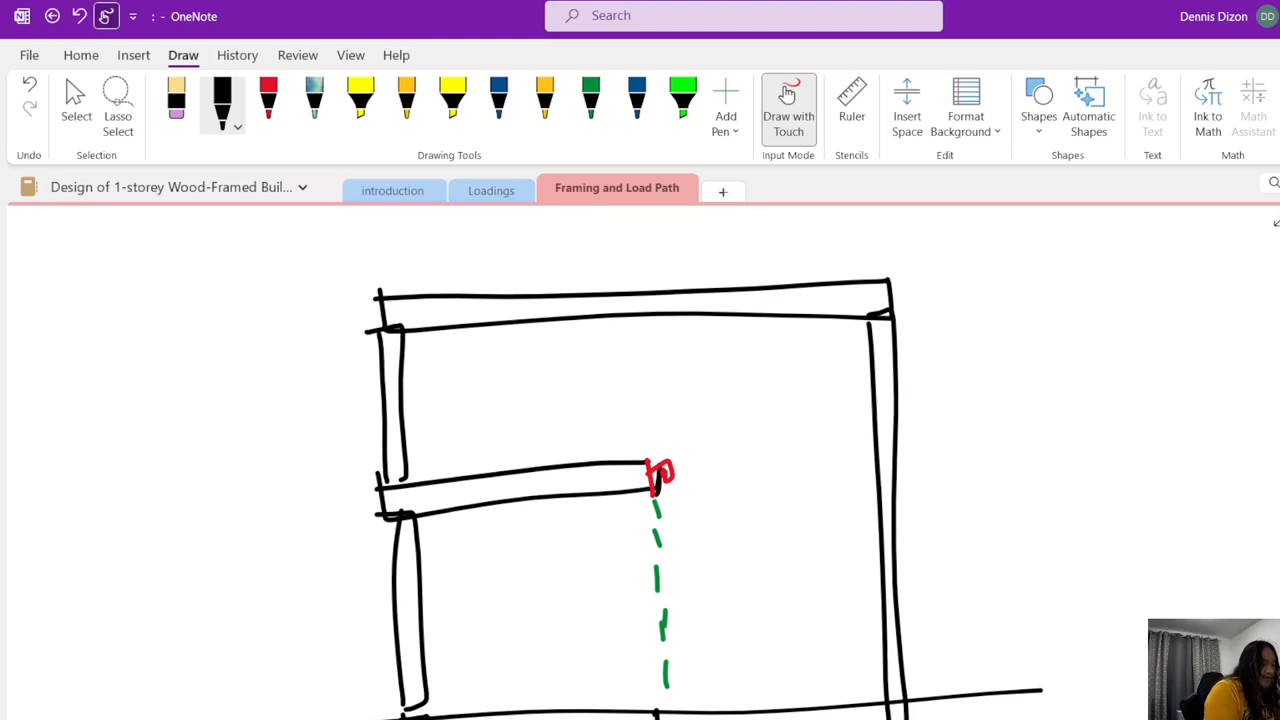 : - OneNote
Search
Dennis Dizon
DD
File
Home
Insert
Draw
History
Review
View
Help
Select
Lasso
Select
Add
Pen
Draw with
Touch
Ruler
Insert
Space
Format
Background
Shapes
Automatic
Shapes
Ink to
Text
Ink to
Math
Math
Assistant
Undo
Selection
Drawing Tools
Input Mode
Stencils
Edit
Shapes
Text
Math
Design of 1-storey Wood-Framed Buil...
introduction
Loadings
Framing and Load Path